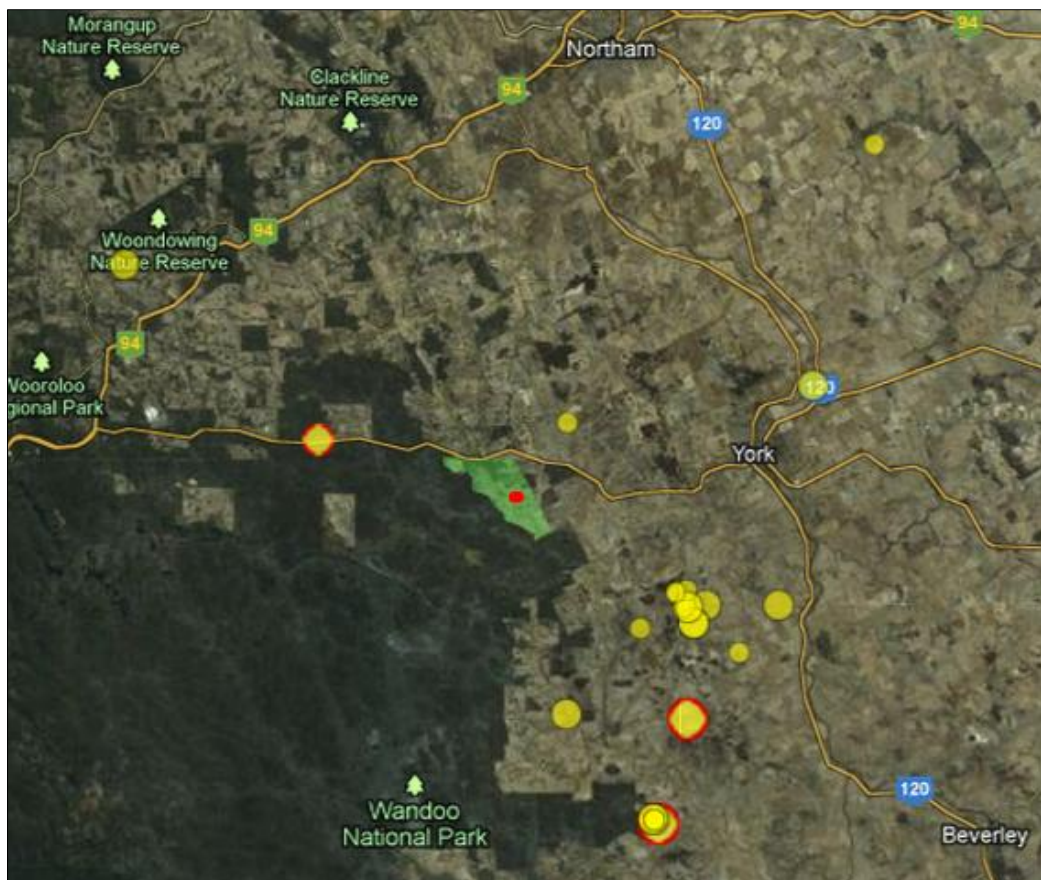 Morangup
Nature Reserve
Northam
94
Clackline
Nature Reserve
94
120
Woondowing
Nature Reserve
94
94
Wooroloo
gional Park
120
York
Wandoo
National Park
120
Beverley